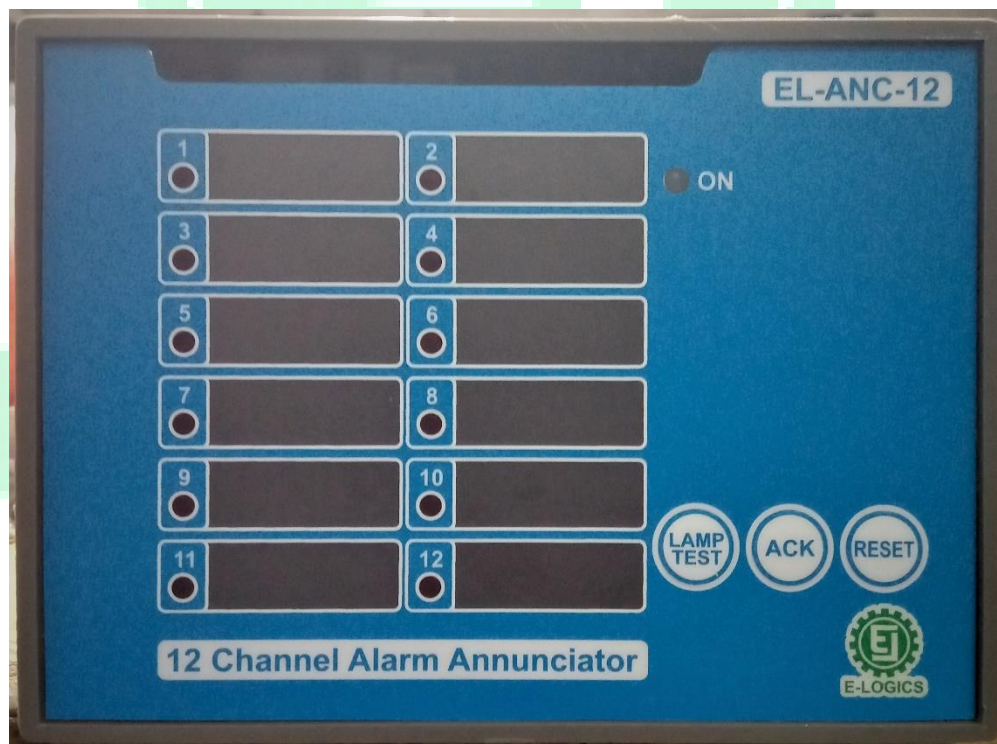 EL-ANC-12
1
2
ON
3
4
5
6
7
8
9
10
11
12
LAMP
TEST
ACK
RESET
12 Channel Alarm Annunciator
EJ
E-LOGICS